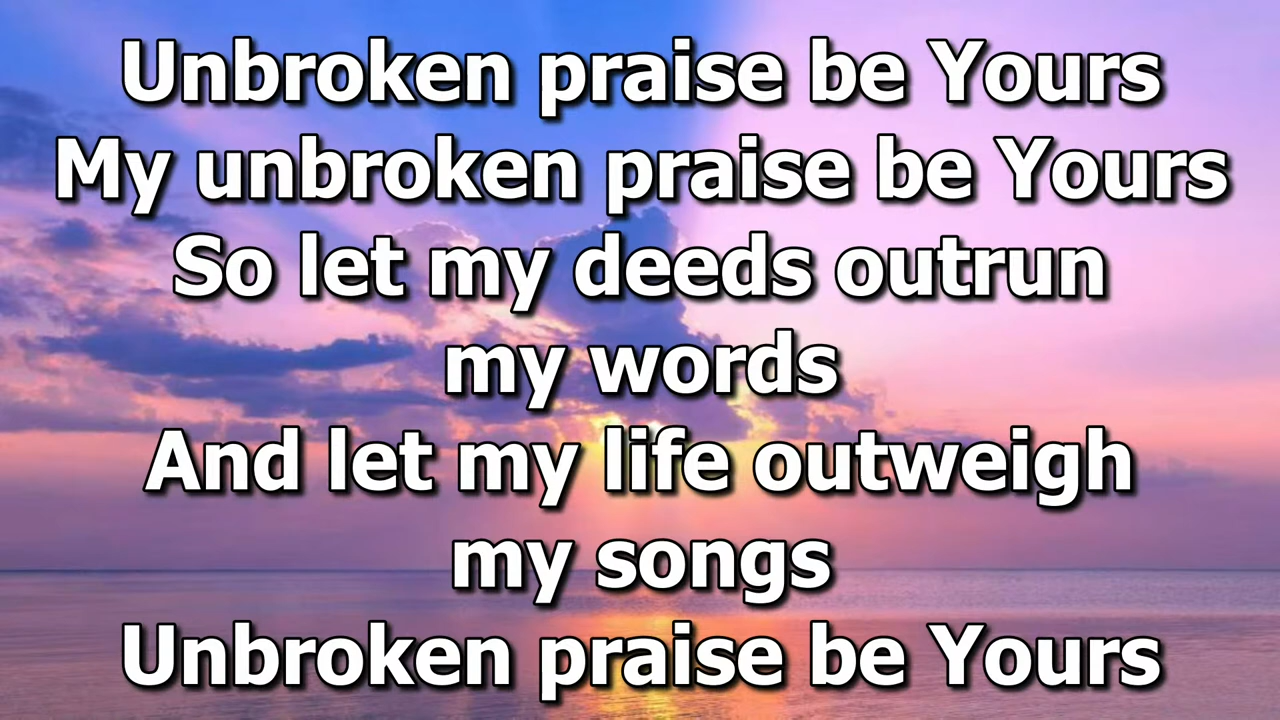 Unbroken praise be Yours
My unbroken praise be Yours
So let my deeds outrun
my words
And let my life outweigh
my songs
Unbroken praise be Yours